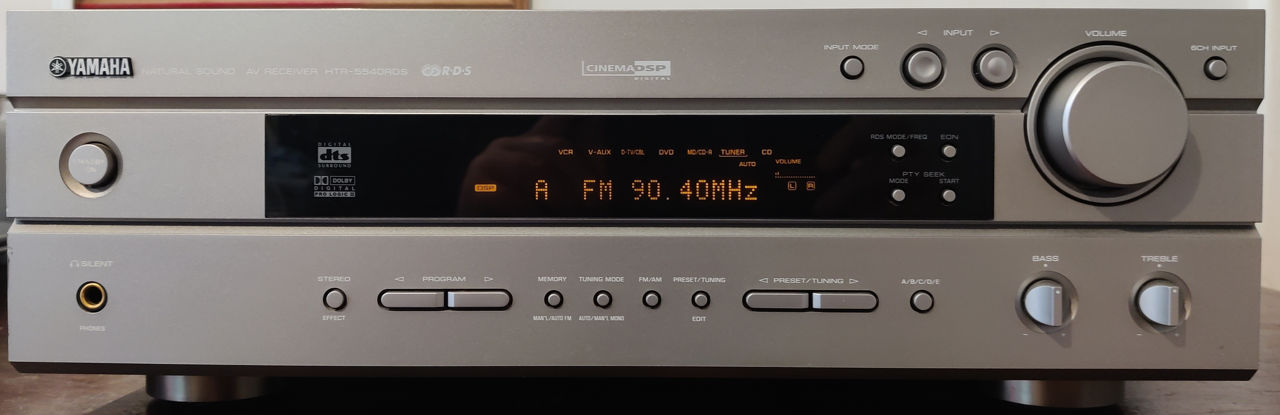 YAMAHA NATURAL SOUND AV RECEIVER HTR-5540RDS R·D·S
CINEMA DSP
DIGITAL
INPUT MODE
◁ INPUT ▷
VOLUME
6CH INPUT
STANDBY
ON
DIGITAL
dts
SURROUND
DOLBY
DIGITAL
PRO LOGIC II
VCR V-AUX D-TV/CBL DVD MD/CD-R TUNER CD
AUTO
VOLUME
L R
DSP
A FM 90.40MHz
RDS MODE/FREQ EON
PTY SEEK
MODE START
SILENT
PHONES
STEREO
EFFECT
◁ PROGRAM ▷
MEMORY
MAN'L/AUTO FM
TUNING MODE
AUTO/MAN'L MONO
FM/AM
PRESET/TUNING
EDIT
◁ PRESET/TUNING ▷
A/B/C/D/E
BASS
- +
TREBLE
- +